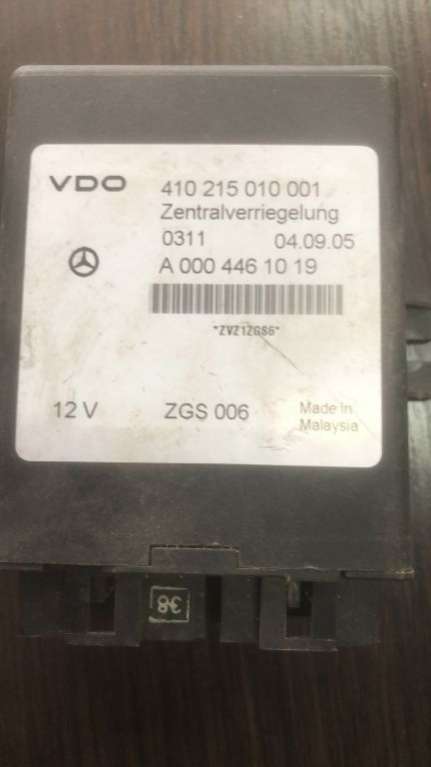 VDO 410 215 010 001
Zentralverriegelung
0311 04.09.05
A 000 446 10 19
*ZVZ1ZGS6*
12 V ZGS 006 Made in
Malaysia
38